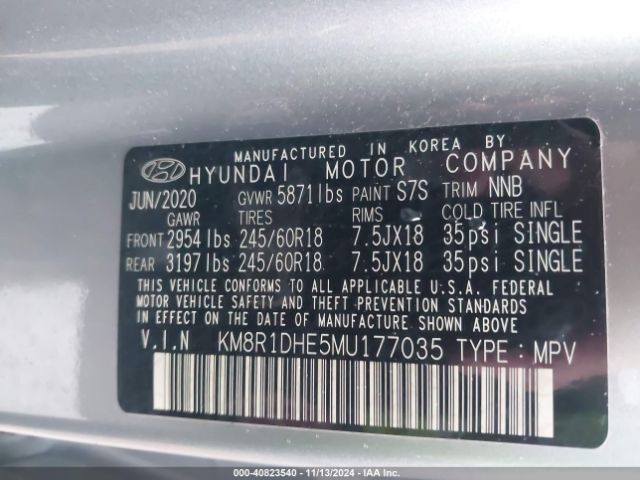 MANUFACTURED IN KOREA BY
HYUNDAI MOTOR COMPANY
JUN/2020 GVWR 5871lbs PAINT S7S TRIM NNB
GAWR TIRES RIMS COLD TIRE INFL
FRONT 2954lbs 245/60R18 7.5JX18 35psi SINGLE
REAR 3197lbs 245/60R18 7.5JX18 35psi SINGLE
THIS VEHICLE CONFORMS TO ALL APPLICABLE U.S.A. FEDERAL
MOTOR VEHICLE SAFETY AND THEFT PREVENTION STANDARDS
IN EFFECT ON THE DATE OF MANUFACTURE SHOWN ABOVE.
V.I.N KM8R1DHE5MU177035 TYPE : MPV
000-40823540 - 11/13/2024 - IAA Inc.